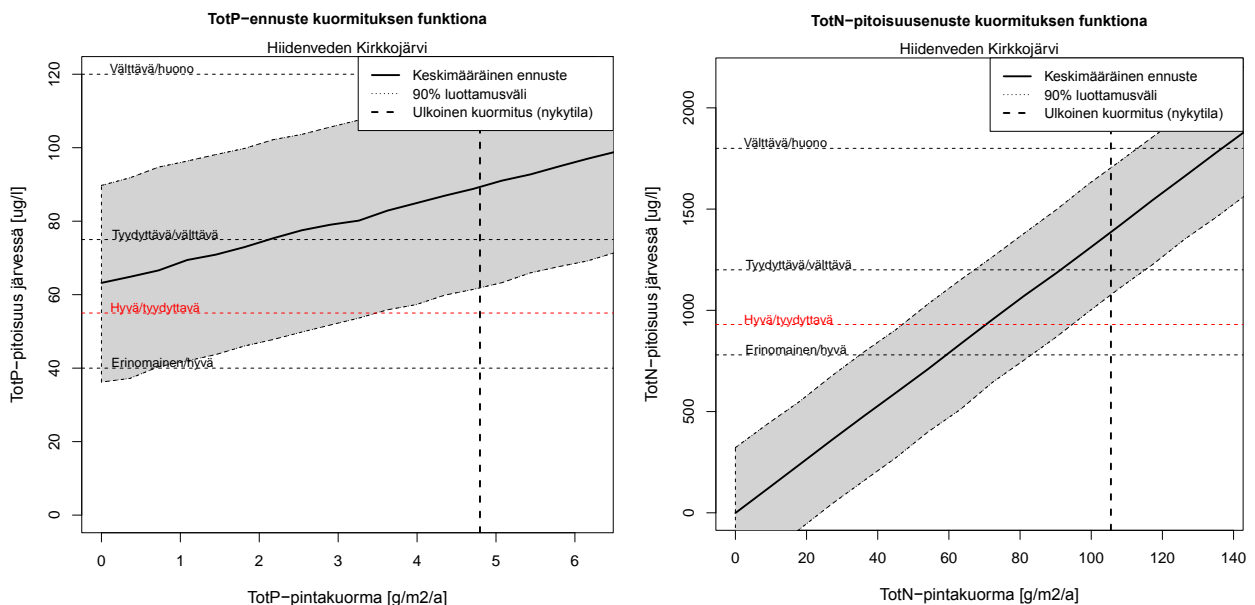 TotP−ennuste kuormituksen funktiona
Hiidenveden Kirkkojärvi
Keskimääräinen ennuste
90% luottamusväli
Ulkoinen kuormitus (nykytila)
Välttävä/huono
Tyydyttävä/välttävä
Hyvä/tyydyttavä
Erinomainen/hyvä
TotP−pitoisuus järvessä [ug/l]
120
100
80
60
40
20
0
0 1 2 3 4 5 6
TotP−pintakuorma [g/m2/a]
TotN−pitoisuusenuste kuormituksen funktiona
Hiidenveden Kirkkojärvi
Keskimääräinen ennuste
90% luottamusväli
Ulkoinen kuormitus (nykytila)
Välttävä/huono
Tyydyttävä/välttävä
Hyvä/tyydyttavä
Erinomainen/hyvä
TotN−pitoisuus järvessä [ug/l]
2000
1500
1000
500
0
0 20 40 60 80 100 120 140
TotN−pintakuorma [g/m2/a]